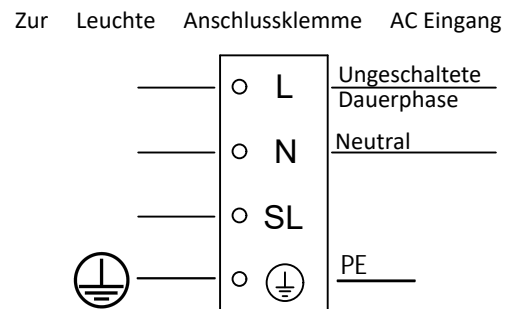 Zur Leuchte Anschlussklemme AC Eingang
L Ungeschaltete
Dauerphase
N Neutral
SL
PE